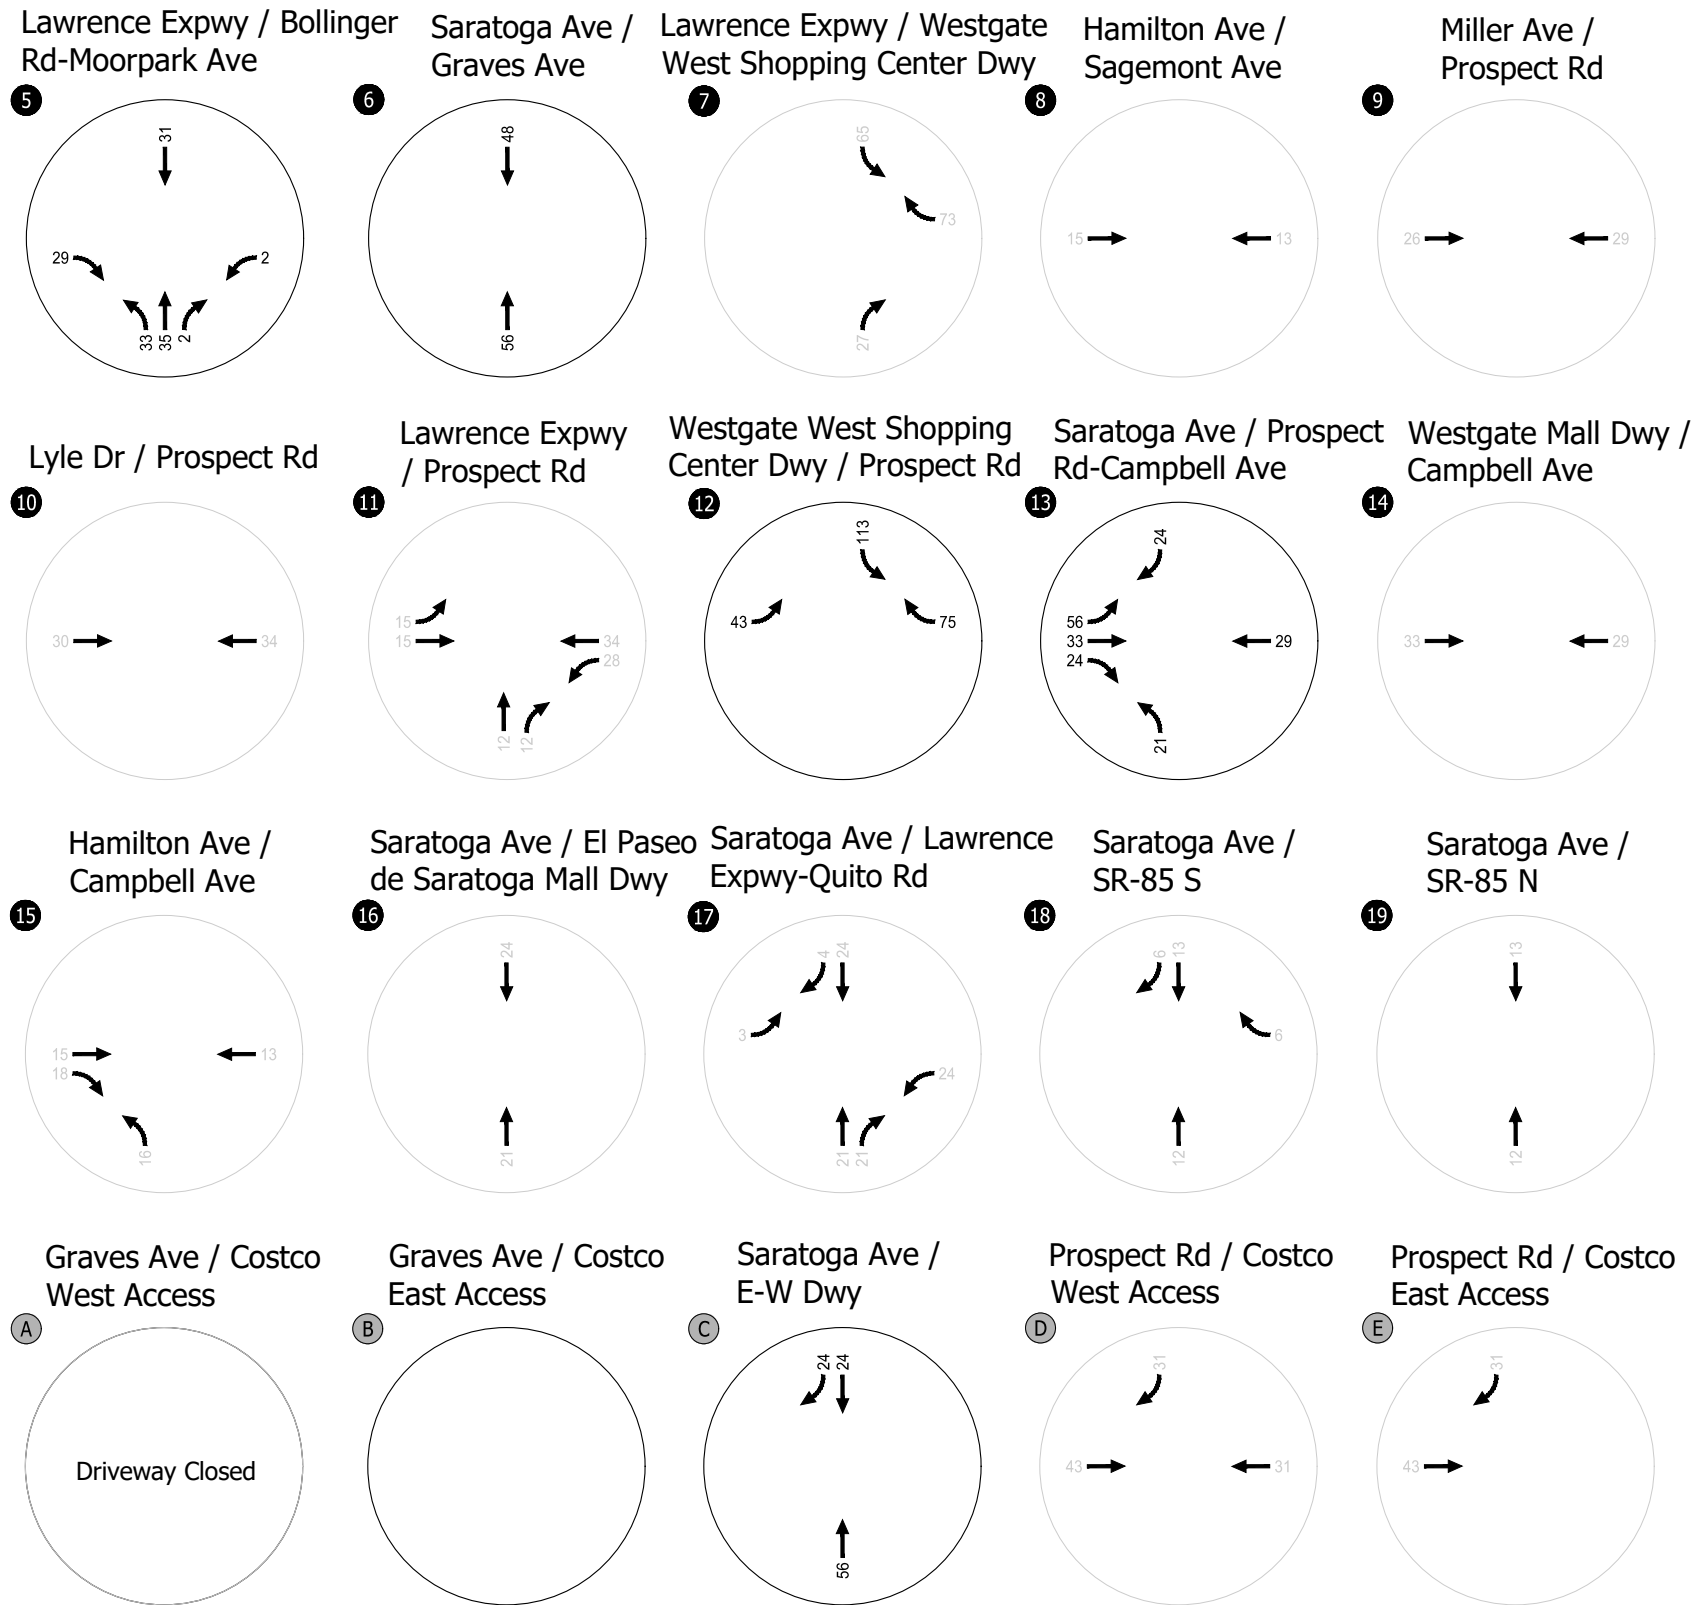 Lawrence Expwy / Bollinger
Rd-Moorpark Ave
5
31
29
2
33
35
2
Saratoga Ave /
Graves Ave
6
48
56
Lawrence Expwy / Westgate
West Shopping Center Dwy
7
65
73
27
Hamilton Ave /
Sagemont Ave
8
15
13
Miller Ave /
Prospect Rd
9
26
29
Lyle Dr / Prospect Rd
10
30
34
Lawrence Expwy
/ Prospect Rd
11
15
15
34
28
12
12
Westgate West Shopping
Center Dwy / Prospect Rd
12
113
43
75
Saratoga Ave / Prospect
Rd-Campbell Ave
13
24
56
33
24
29
21
Westgate Mall Dwy /
Campbell Ave
14
33
29
Hamilton Ave /
Campbell Ave
15
15
18
13
16
Saratoga Ave / El Paseo
de Saratoga Mall Dwy
16
24
21
Saratoga Ave / Lawrence
Expwy-Quito Rd
17
4
24
3
24
21
21
Saratoga Ave /
SR-85 S
18
6
13
6
12
Saratoga Ave /
SR-85 N
19
13
12
Graves Ave / Costco
West Access
A
Driveway Closed
Graves Ave / Costco
East Access
B
Saratoga Ave /
E-W Dwy
C
24
24
56
Prospect Rd / Costco
West Access
D
31
43
31
Prospect Rd / Costco
East Access
E
31
43